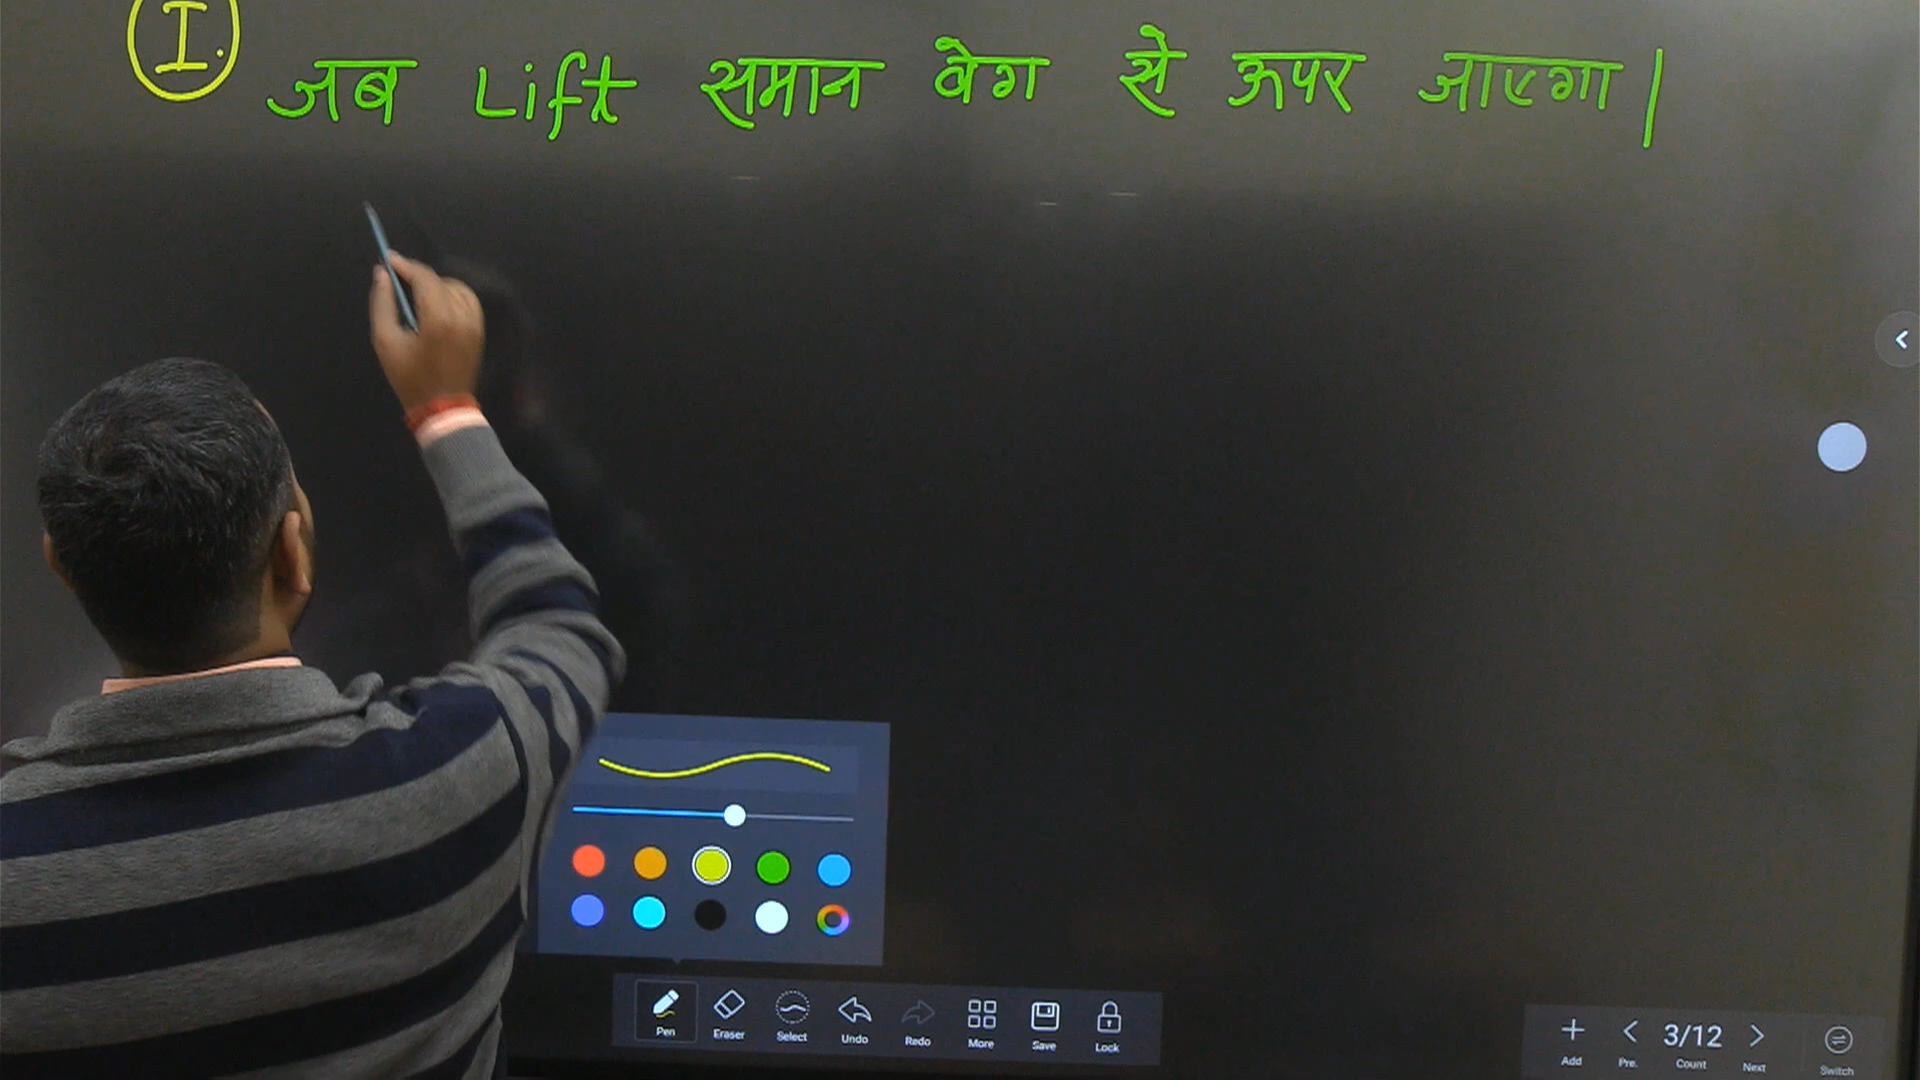 I.
जब Lift समान वेग से ऊपर जाएगा|
Pen Eraser Select Undo Redo More Save Lock
Add Pre. 3/12 Count Next Switch